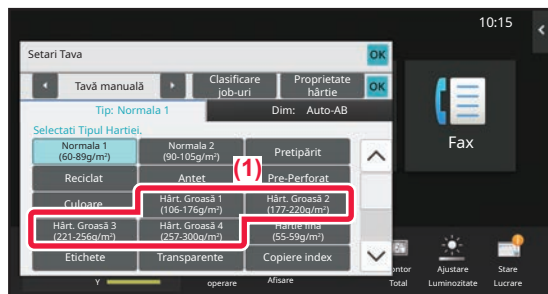 10:15
Setari Tava
OK
Tavă manuală
Clasificare
job-uri
Proprietate
hârtie
OK
Tip: Normala 1
Dim: Auto-AB
Selectati Tipul Hartiei.
Normala 1
(60-89g/m²)
Normala 2
(90-105g/m²)
Pretipărit
Reciclat
Antet
(1)
Pre-Perforat
Culoare
Hârt. Groasă 1
(106-176g/m²)
Hârt. Groasă 2
(177-220g/m²)
Hârt. Groasă 3
(221-256g/m²)
Hârt. Groasă 4
(257-300g/m²)
Hartie fina
(55-59g/m²)
Etichete
Transparente
Copiere index
Fax
Y
operare
Afisare
ontor
Total
Ajustare
Luminozitate
Stare
Lucrare